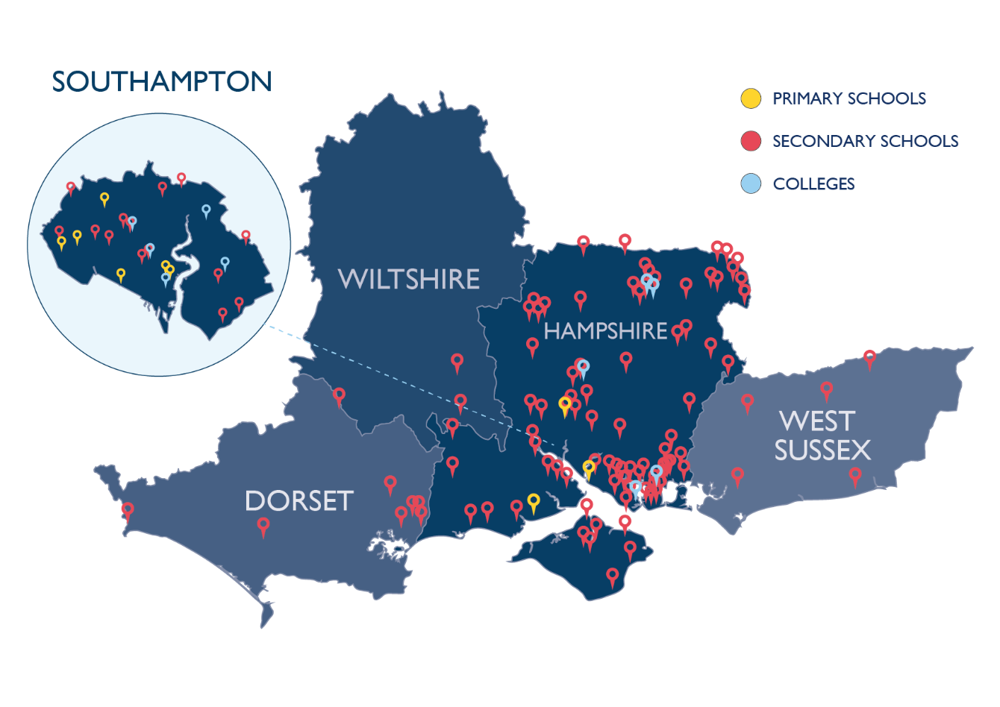 SOUTHAMPTON
PRIMARY SCHOOLS
SECONDARY SCHOOLS
COLLEGES
WILTSHIRE
HAMPSHIRE
WEST
SUSSEX
DORSET